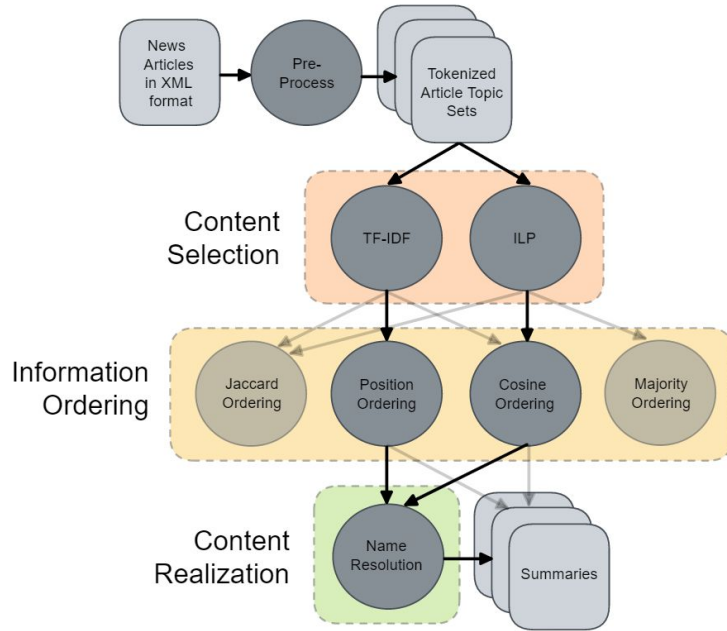 News
Articles
in XML
format
Pre-
Process
Tokenized
Article Topic
Sets
Content
Selection
TF-IDF
ILP
Information
Ordering
Jaccard
Ordering
Position
Ordering
Cosine
Ordering
Majority
Ordering
Content
Realization
Name
Resolution
Summaries